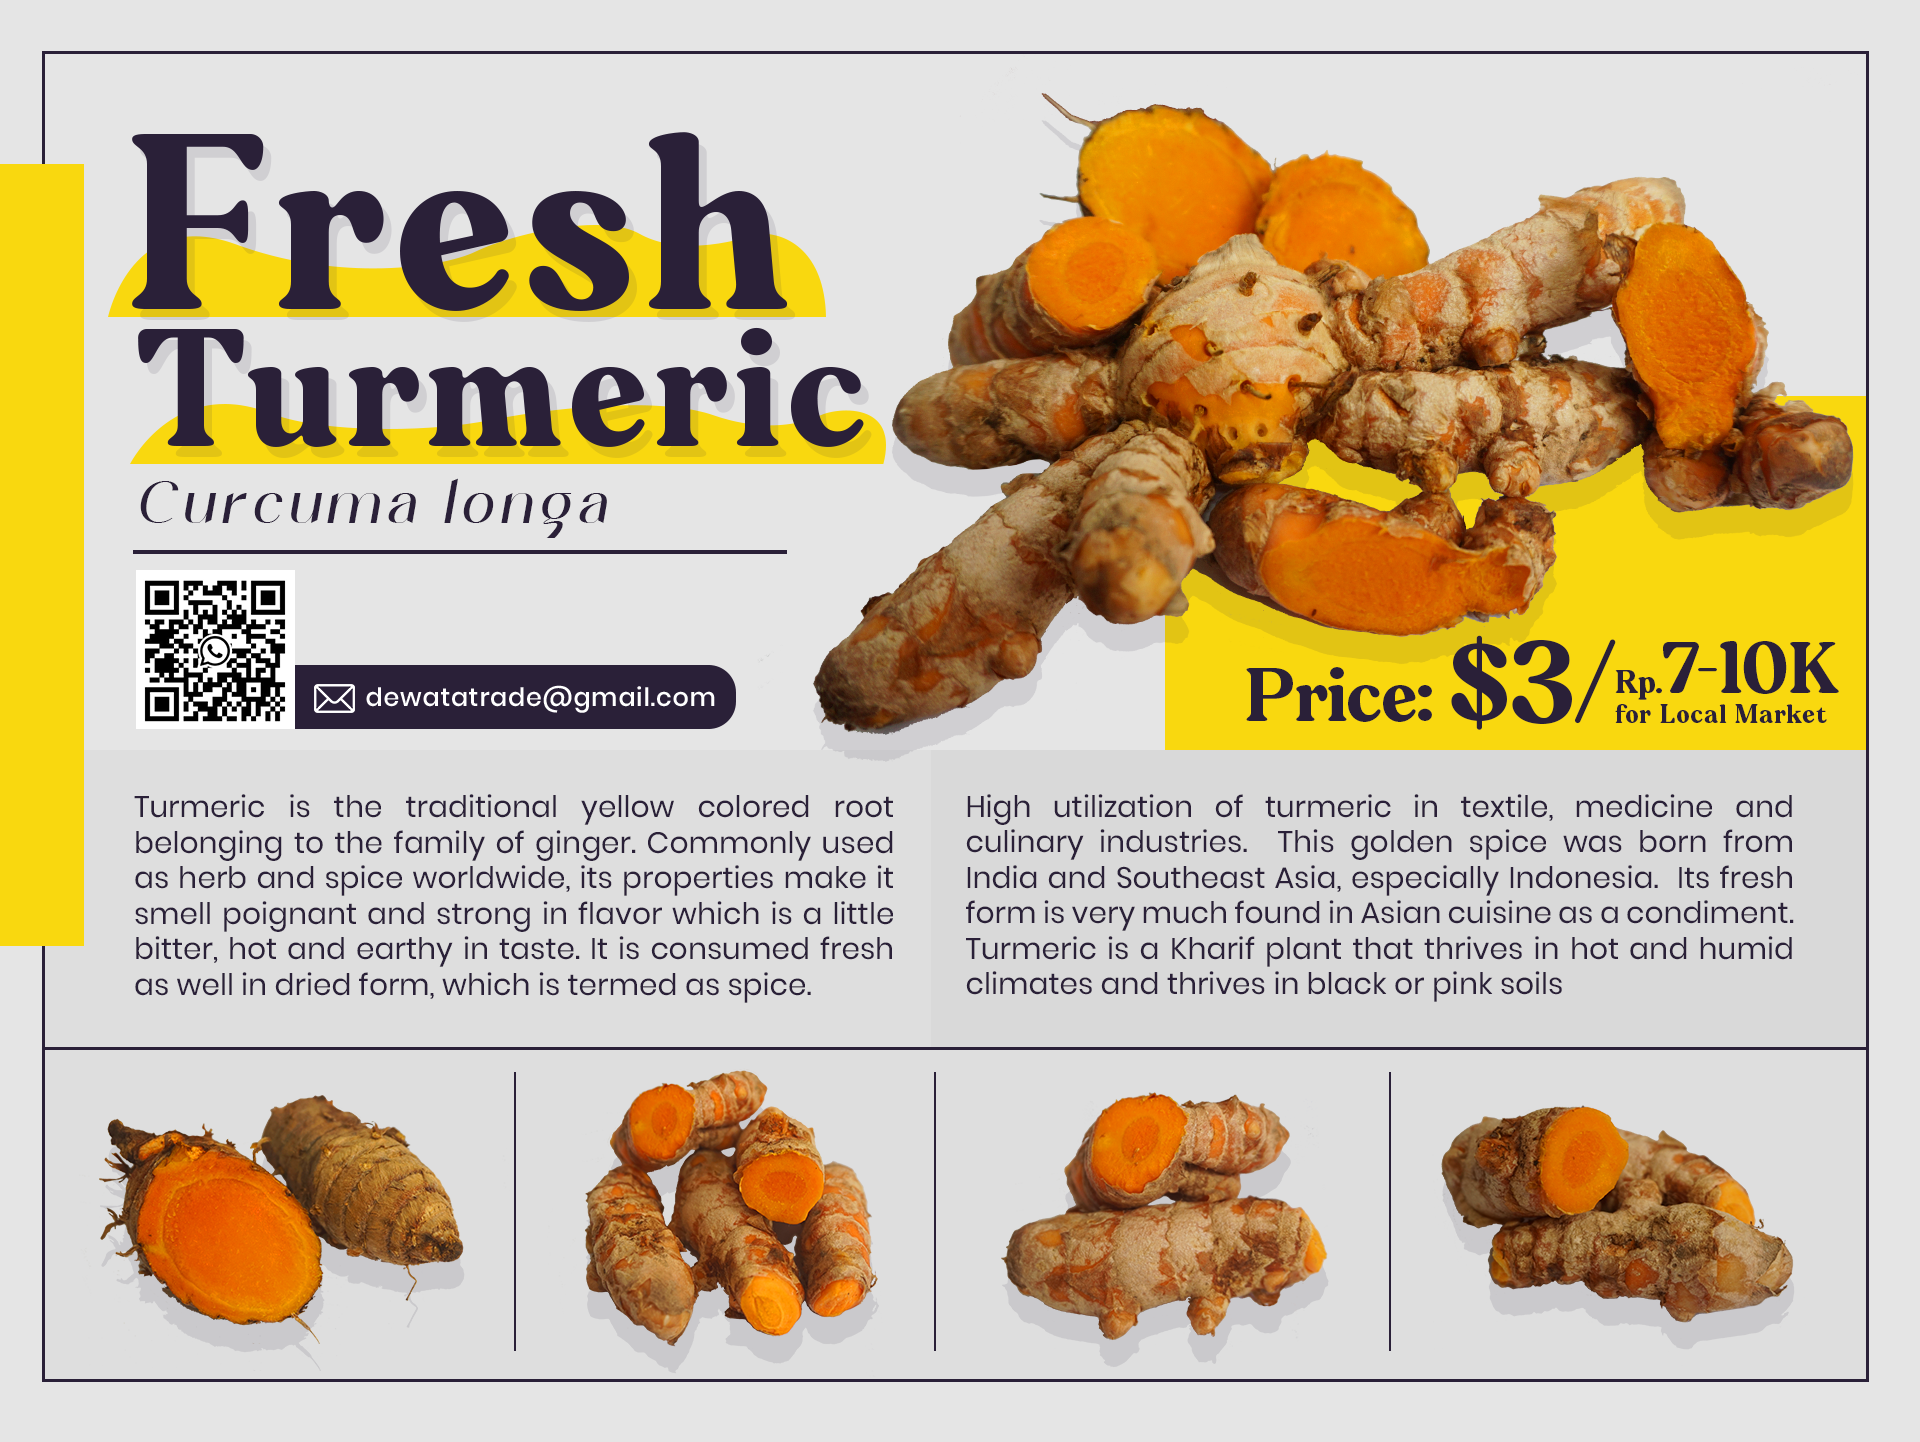 Fresh
Turmeric
Curcuma longa
dewatatrade@gmail.com
Price: $3/Rp.7-10K
for Local Market
Turmeric is the traditional yellow colored root
belonging to the family of ginger. Commonly used
as herb and spice worldwide, its properties make it
smell poignant and strong in flavor which is a little
bitter, hot and earthy in taste. It is consumed fresh
as well in dried form, which is termed as spice.
High utilization of turmeric in textile, medicine and
culinary industries.  This golden spice was born from
India and Southeast Asia, especially Indonesia.  Its fresh
form is very much found in Asian cuisine as a condiment.
Turmeric is a Kharif plant that thrives in hot and humid
climates and thrives in black or pink soils